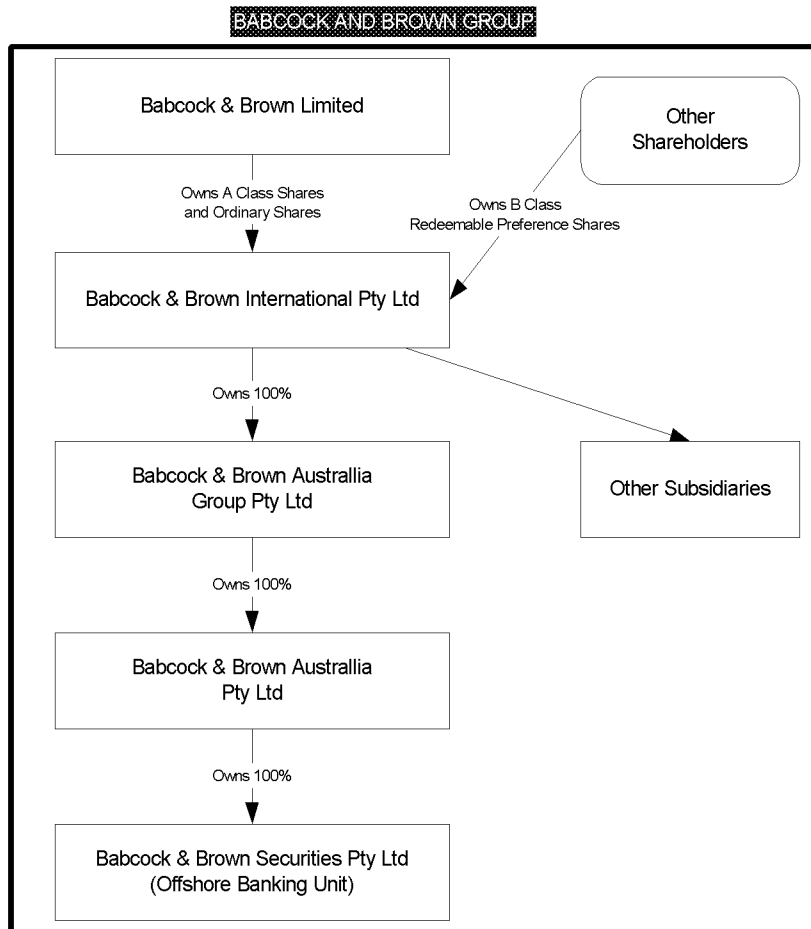 BABCOCK AND BROWN GROUP
Babcock & Brown Limited
Other
Shareholders
Owns A Class Shares
and Ordinary Shares
Owns B Class
Redeemable Preference Shares
Babcock & Brown International Pty Ltd
Owns 100%
Babcock & Brown Australlia
Group Pty Ltd
Other Subsidiaries
Owns 100%
Babcock & Brown Australlia
Pty Ltd
Owns 100%
Babcock & Brown Securities Pty Ltd
(Offshore Banking Unit)